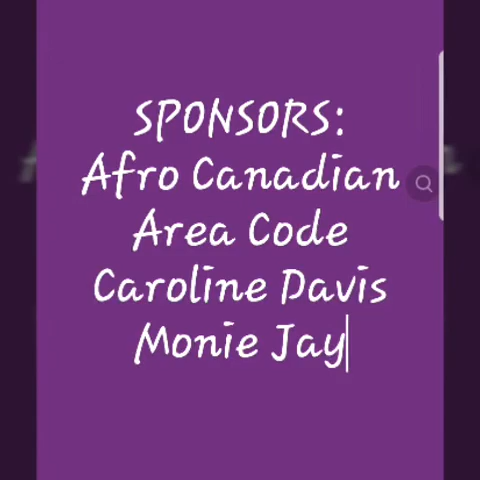 SPONSORS:
Afro Canadian
Area Code
Caroline Davis
Monie Jay